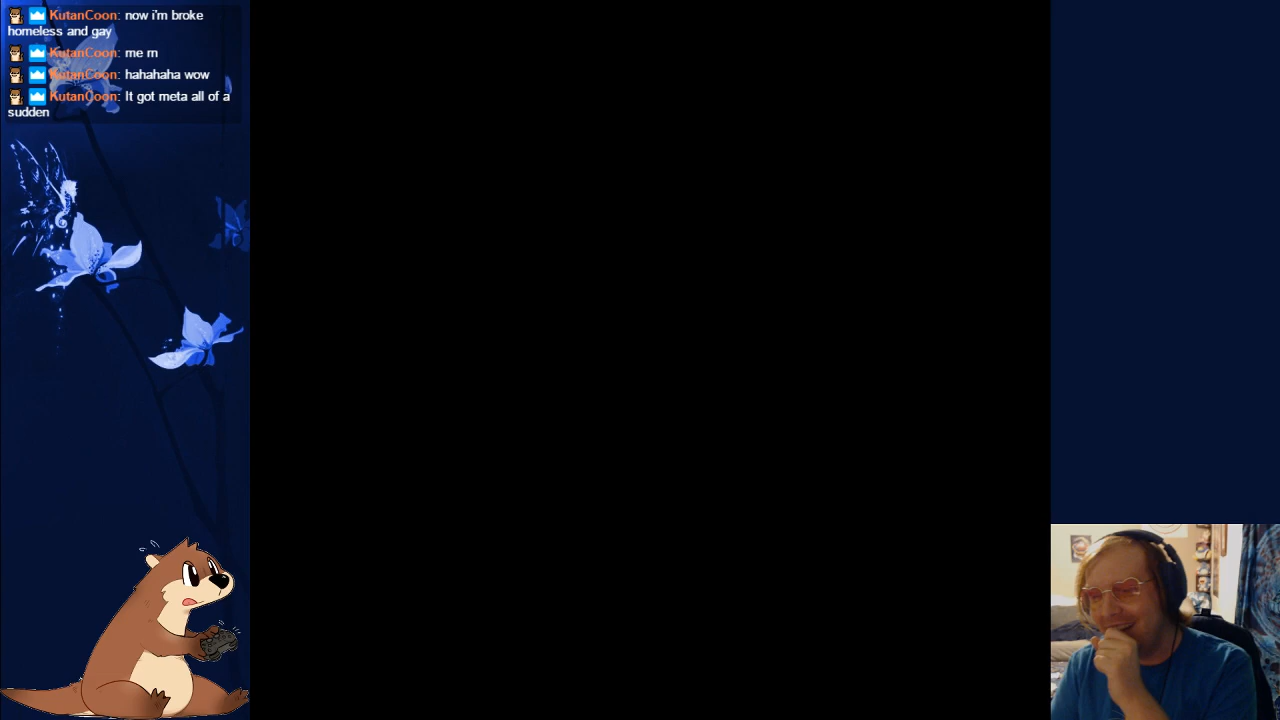 KutanCoon: now i'm broke
homeless and gay
KutanCoon: me rn
KutanCoon: hahahaha wow
KutanCoon: It got meta all of a
sudden